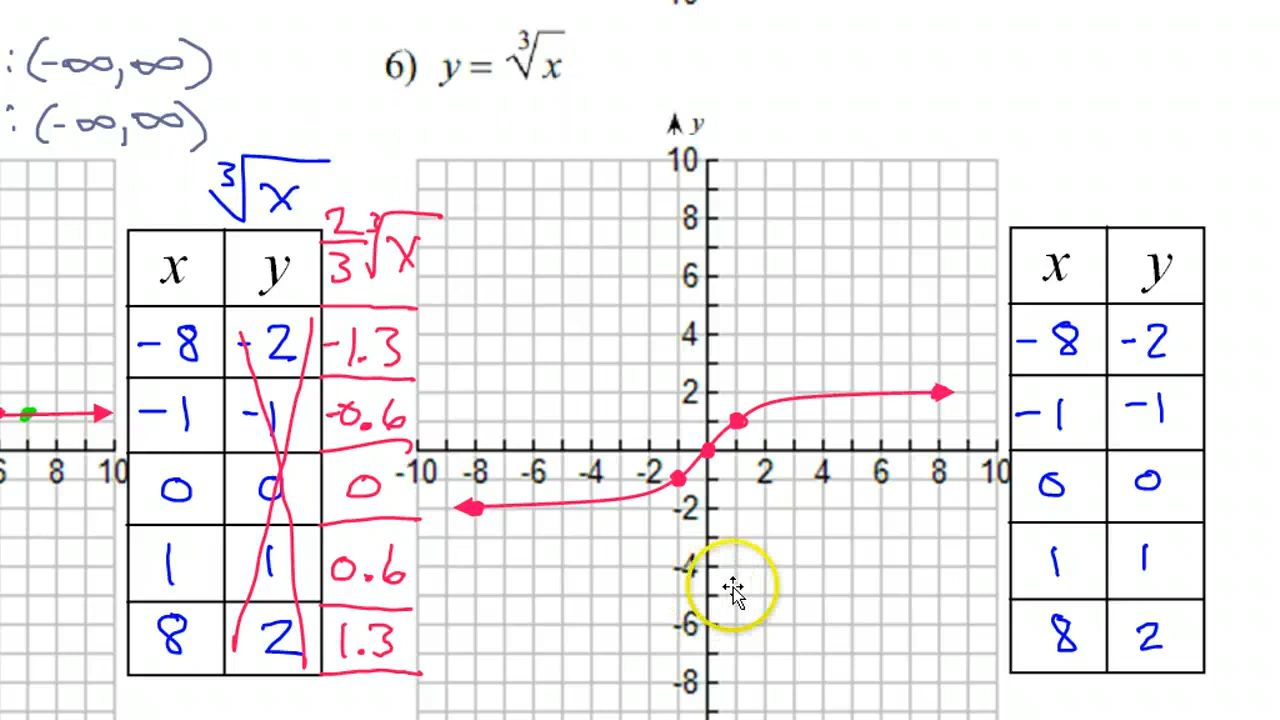 10
: (-∞, ∞)
: (-∞, ∞)
6) y = ∛x
y
∛x
2/3 ∛x
x y
-8 -2 -1.3
-1 -1 -0.6
0 0 0
1 1 0.6
8 2 1.3
6 8 10
10
8
6
4
2
-10 -8 -6 -4 -2 2 4 6 8 10
-2
-4
-6
-8
x y
-8 -2
-1 -1
0 0
1 1
8 2